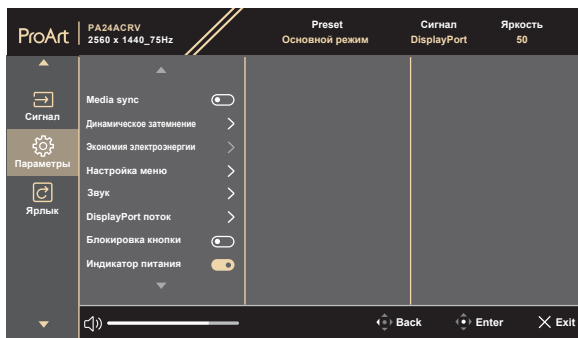 ProArt
PA24ACRV
2560 x 1440_75Hz
Preset
Основной режим
Сигнал
DisplayPort
Яркость
50
Сигнал
Параметры
Ярлык
Media sync
Динамическое затемнение
Экономия электроэнергии
Настройка меню
Звук
DisplayPort поток
Блокировка кнопки
Индикатор питания
Back
Enter
Exit